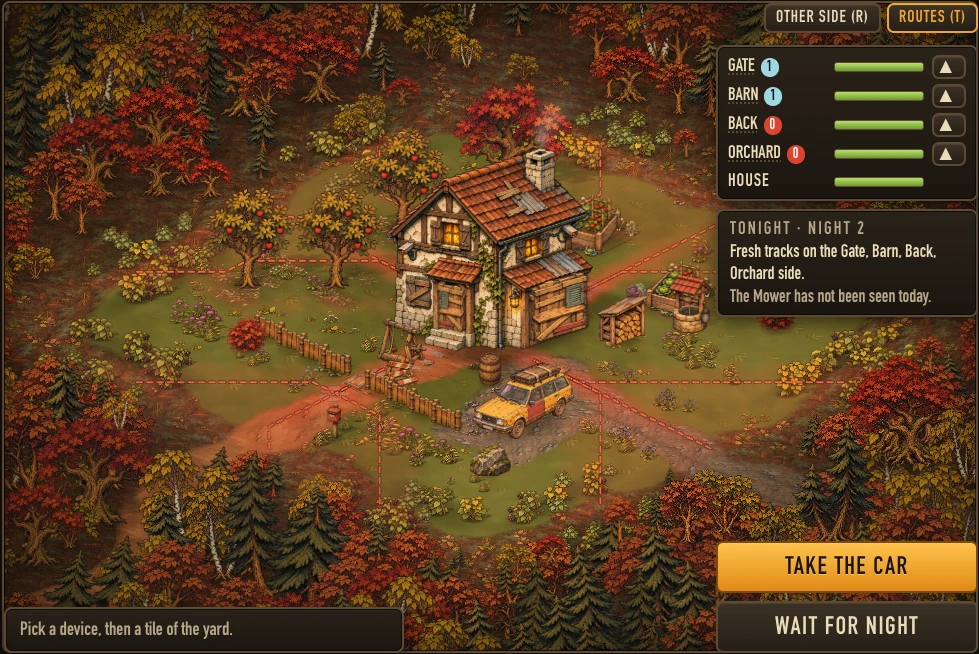 OTHER SIDE (R)
ROUTES (T)
GATE 1
BARN 1
BACK 0
ORCHARD 0
HOUSE
TONIGHT · NIGHT 2
Fresh tracks on the Gate, Barn, Back,
Orchard side.
The Mower has not been seen today.
TAKE THE CAR
Pick a device, then a tile of the yard.
WAIT FOR NIGHT